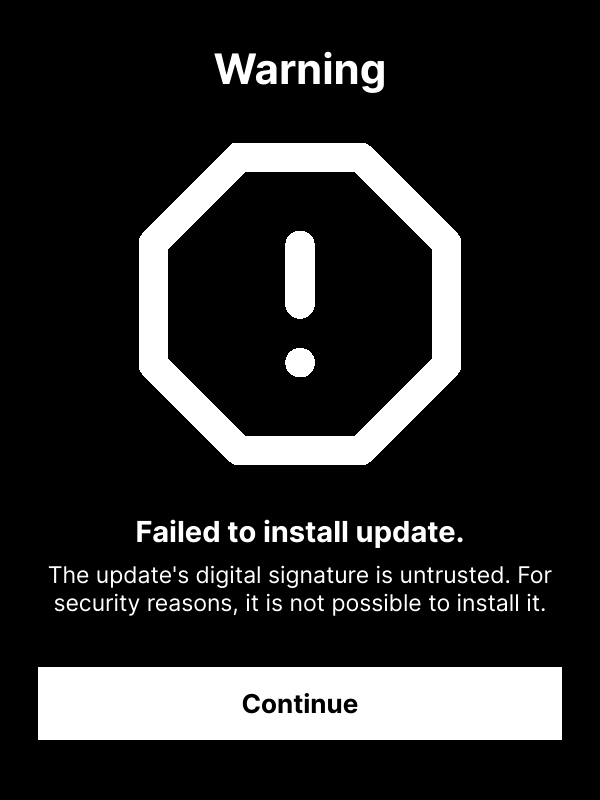 Warning
Failed to install update.
The update's digital signature is untrusted. For
security reasons, it is not possible to install it.
Continue